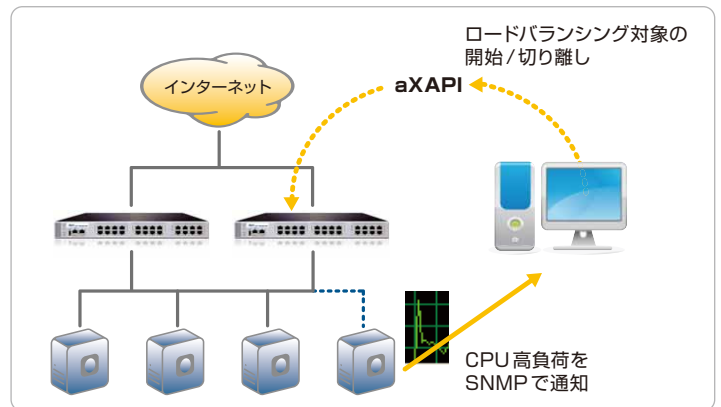 ロードバランシング対象の
開始/切り離し
インターネット
aXAPI
CPU高負荷を
SNMPで通知